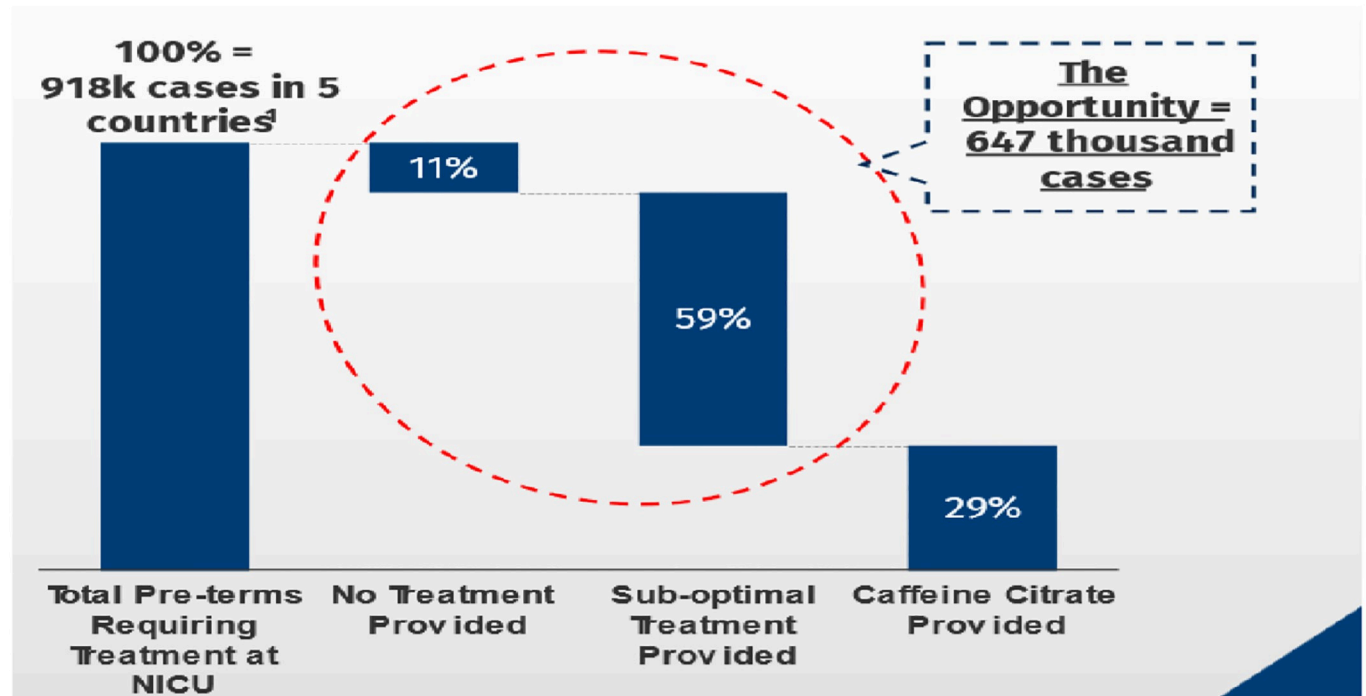 100% =
918k cases in 5
countries¹
The
Opportunity =
647 thousand
cases
11%
59%
29%
Total Pre-terms
Requiring
Treatment at
NICU
No Treatment
Provided
Sub-optimal
Treatment
Provided
Caffeine Citrate
Provided